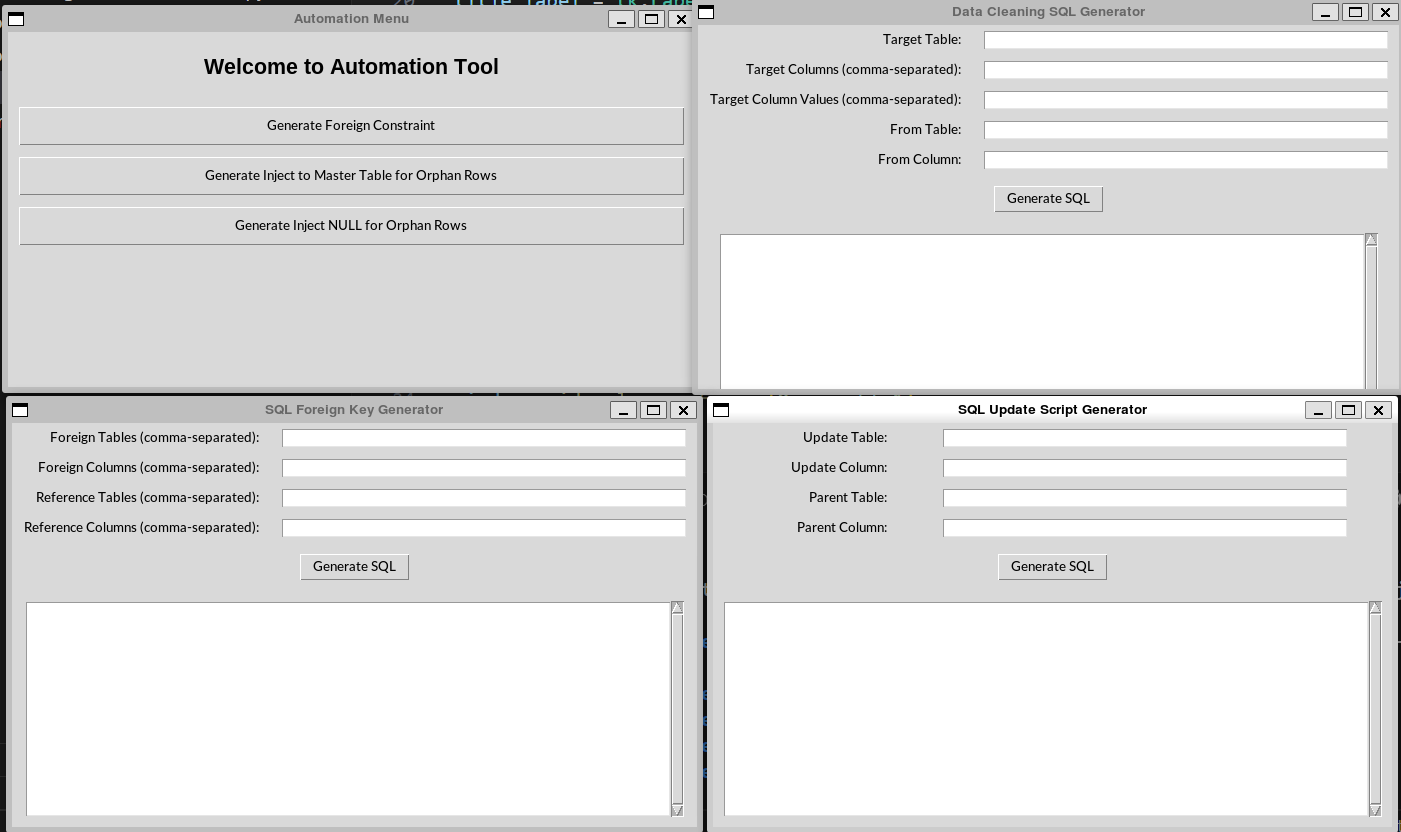 20 circle_label = tk.Label
Automation Menu
Welcome to Automation Tool
Generate Foreign Constraint
Generate Inject to Master Table for Orphan Rows
Generate Inject NULL for Orphan Rows
Data Cleaning SQL Generator
Target Table:
Target Columns (comma-separated):
Target Column Values (comma-separated):
From Table:
From Column:
Generate SQL
SQL Foreign Key Generator
Foreign Tables (comma-separated):
Foreign Columns (comma-separated):
Reference Tables (comma-separated):
Reference Columns (comma-separated):
Generate SQL
SQL Update Script Generator
Update Table:
Update Column:
Parent Table:
Parent Column:
Generate SQL